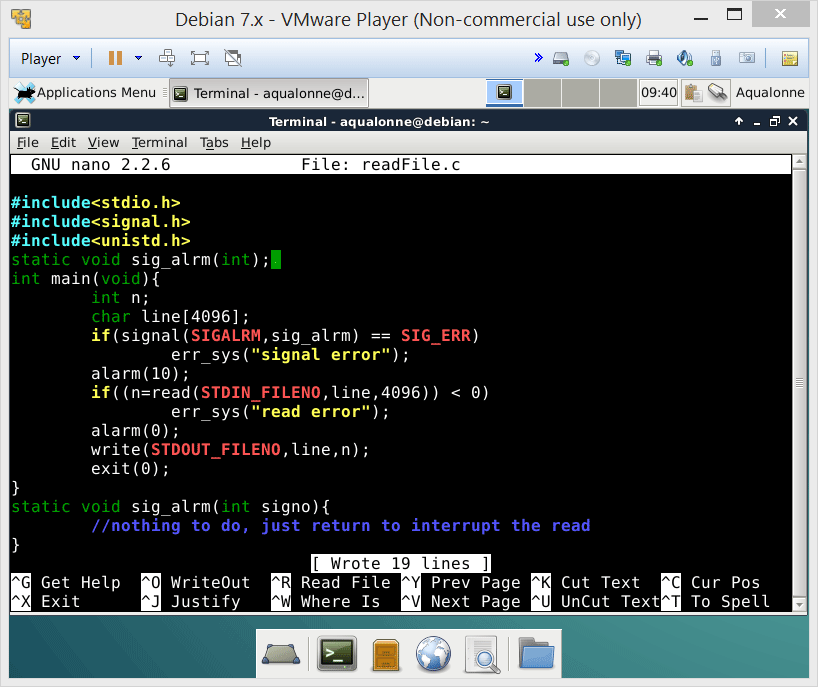 Debian 7.x - VMware Player (Non-commercial use only)
Player
Applications Menu
Terminal - aqualonne@d...
09:40
Aqualonne
Terminal - aqualonne@debian: ~
File Edit View Terminal Tabs Help
GNU nano 2.2.6 File: readFile.c
#include<stdio.h>
#include<signal.h>
#include<unistd.h>
static void sig_alrm(int);
int main(void){
int n;
char line[4096];
if(signal(SIGALRM,sig_alrm) == SIG_ERR)
err_sys("signal error");
alarm(10);
if((n=read(STDIN_FILENO,line,4096)) < 0)
err_sys("read error");
alarm(0);
write(STDOUT_FILENO,line,n);
exit(0);
}
static void sig_alrm(int signo){
//nothing to do, just return to interrupt the read
}
[ Wrote 19 lines ]
^G Get Help ^O WriteOut ^R Read File ^Y Prev Page ^K Cut Text ^C Cur Pos
^X Exit ^J Justify ^W Where Is ^V Next Page ^U UnCut Text ^T To Spell